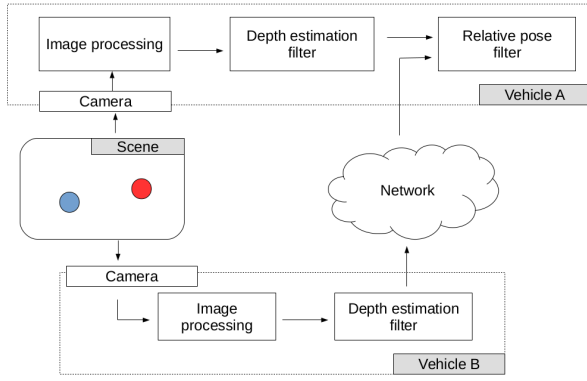 Image processing
Depth estimation
filter
Relative pose
filter
Camera
Vehicle A
Scene
Network
Camera
Image
processing
Depth estimation
filter
Vehicle B